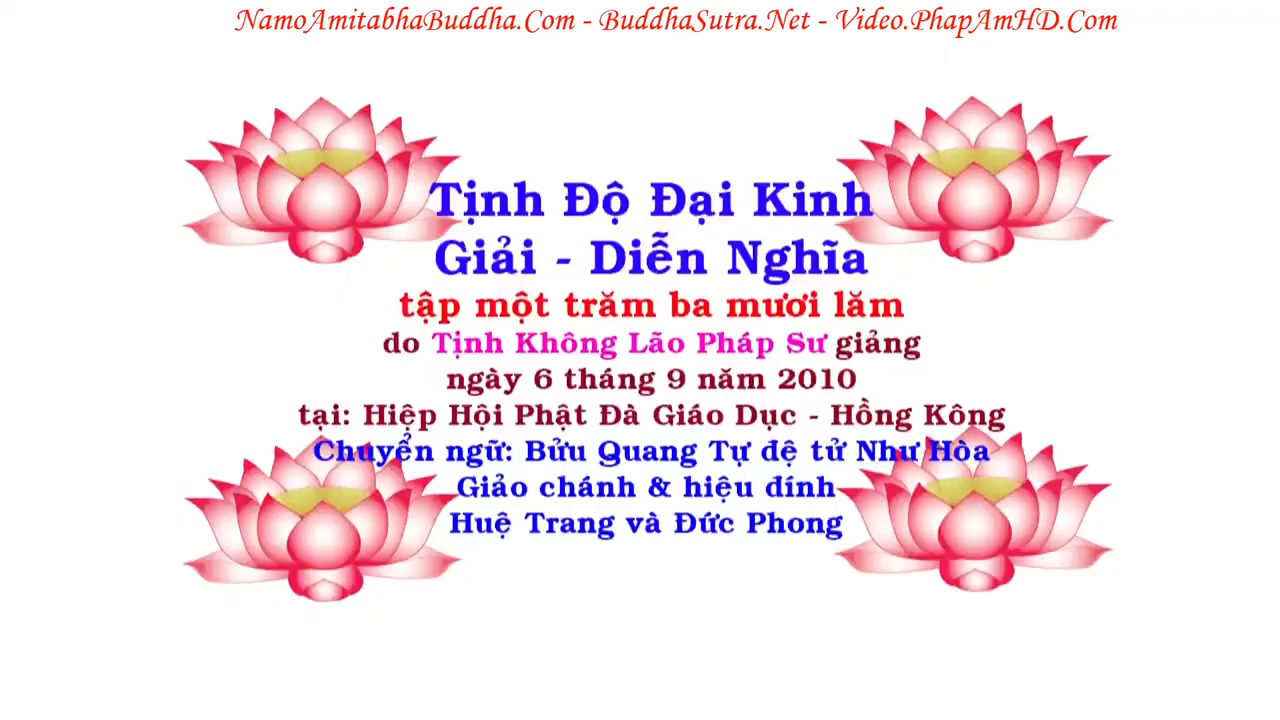 NamoAmitabhaBuddha.Com - BuddhaSutra.Net - Video.PhapAmHD.Com
Tịnh Độ Đại Kinh
Giải - Diễn Nghĩa
tập một trăm ba mươi lăm
do Tịnh Không Lão Pháp Sư giảng
ngày 6 tháng 9 năm 2010
tại: Hiệp Hội Phật Đà Giáo Dục - Hồng Kông
Chuyển ngữ: Bửu Quang Tự đệ tử Như Hòa
Giảo chánh & hiệu đính
Huệ Trang và Đức Phong